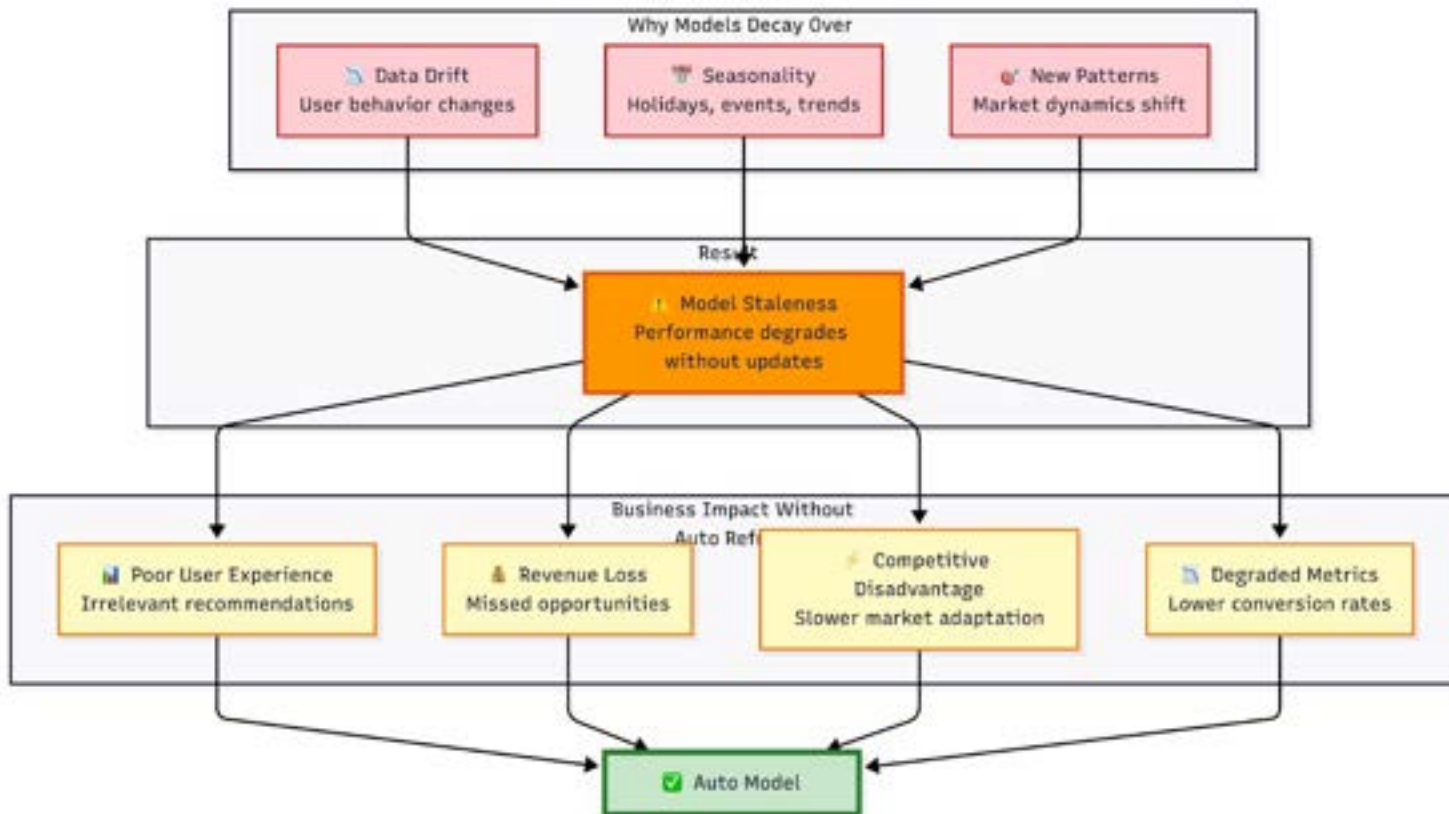 Why Models Decay Over
📉 Data Drift
User behavior changes
📅 Seasonality
Holidays, events, trends
🎯 New Patterns
Market dynamics shift
Result
⚠️ Model Staleness
Performance degrades
without updates
Business Impact Without
Auto Ref
📊 Poor User Experience
Irrelevant recommendations
💰 Revenue Loss
Missed opportunities
⚡ Competitive
Disadvantage
Slower market adaptation
📉 Degraded Metrics
Lower conversion rates
✅ Auto Model